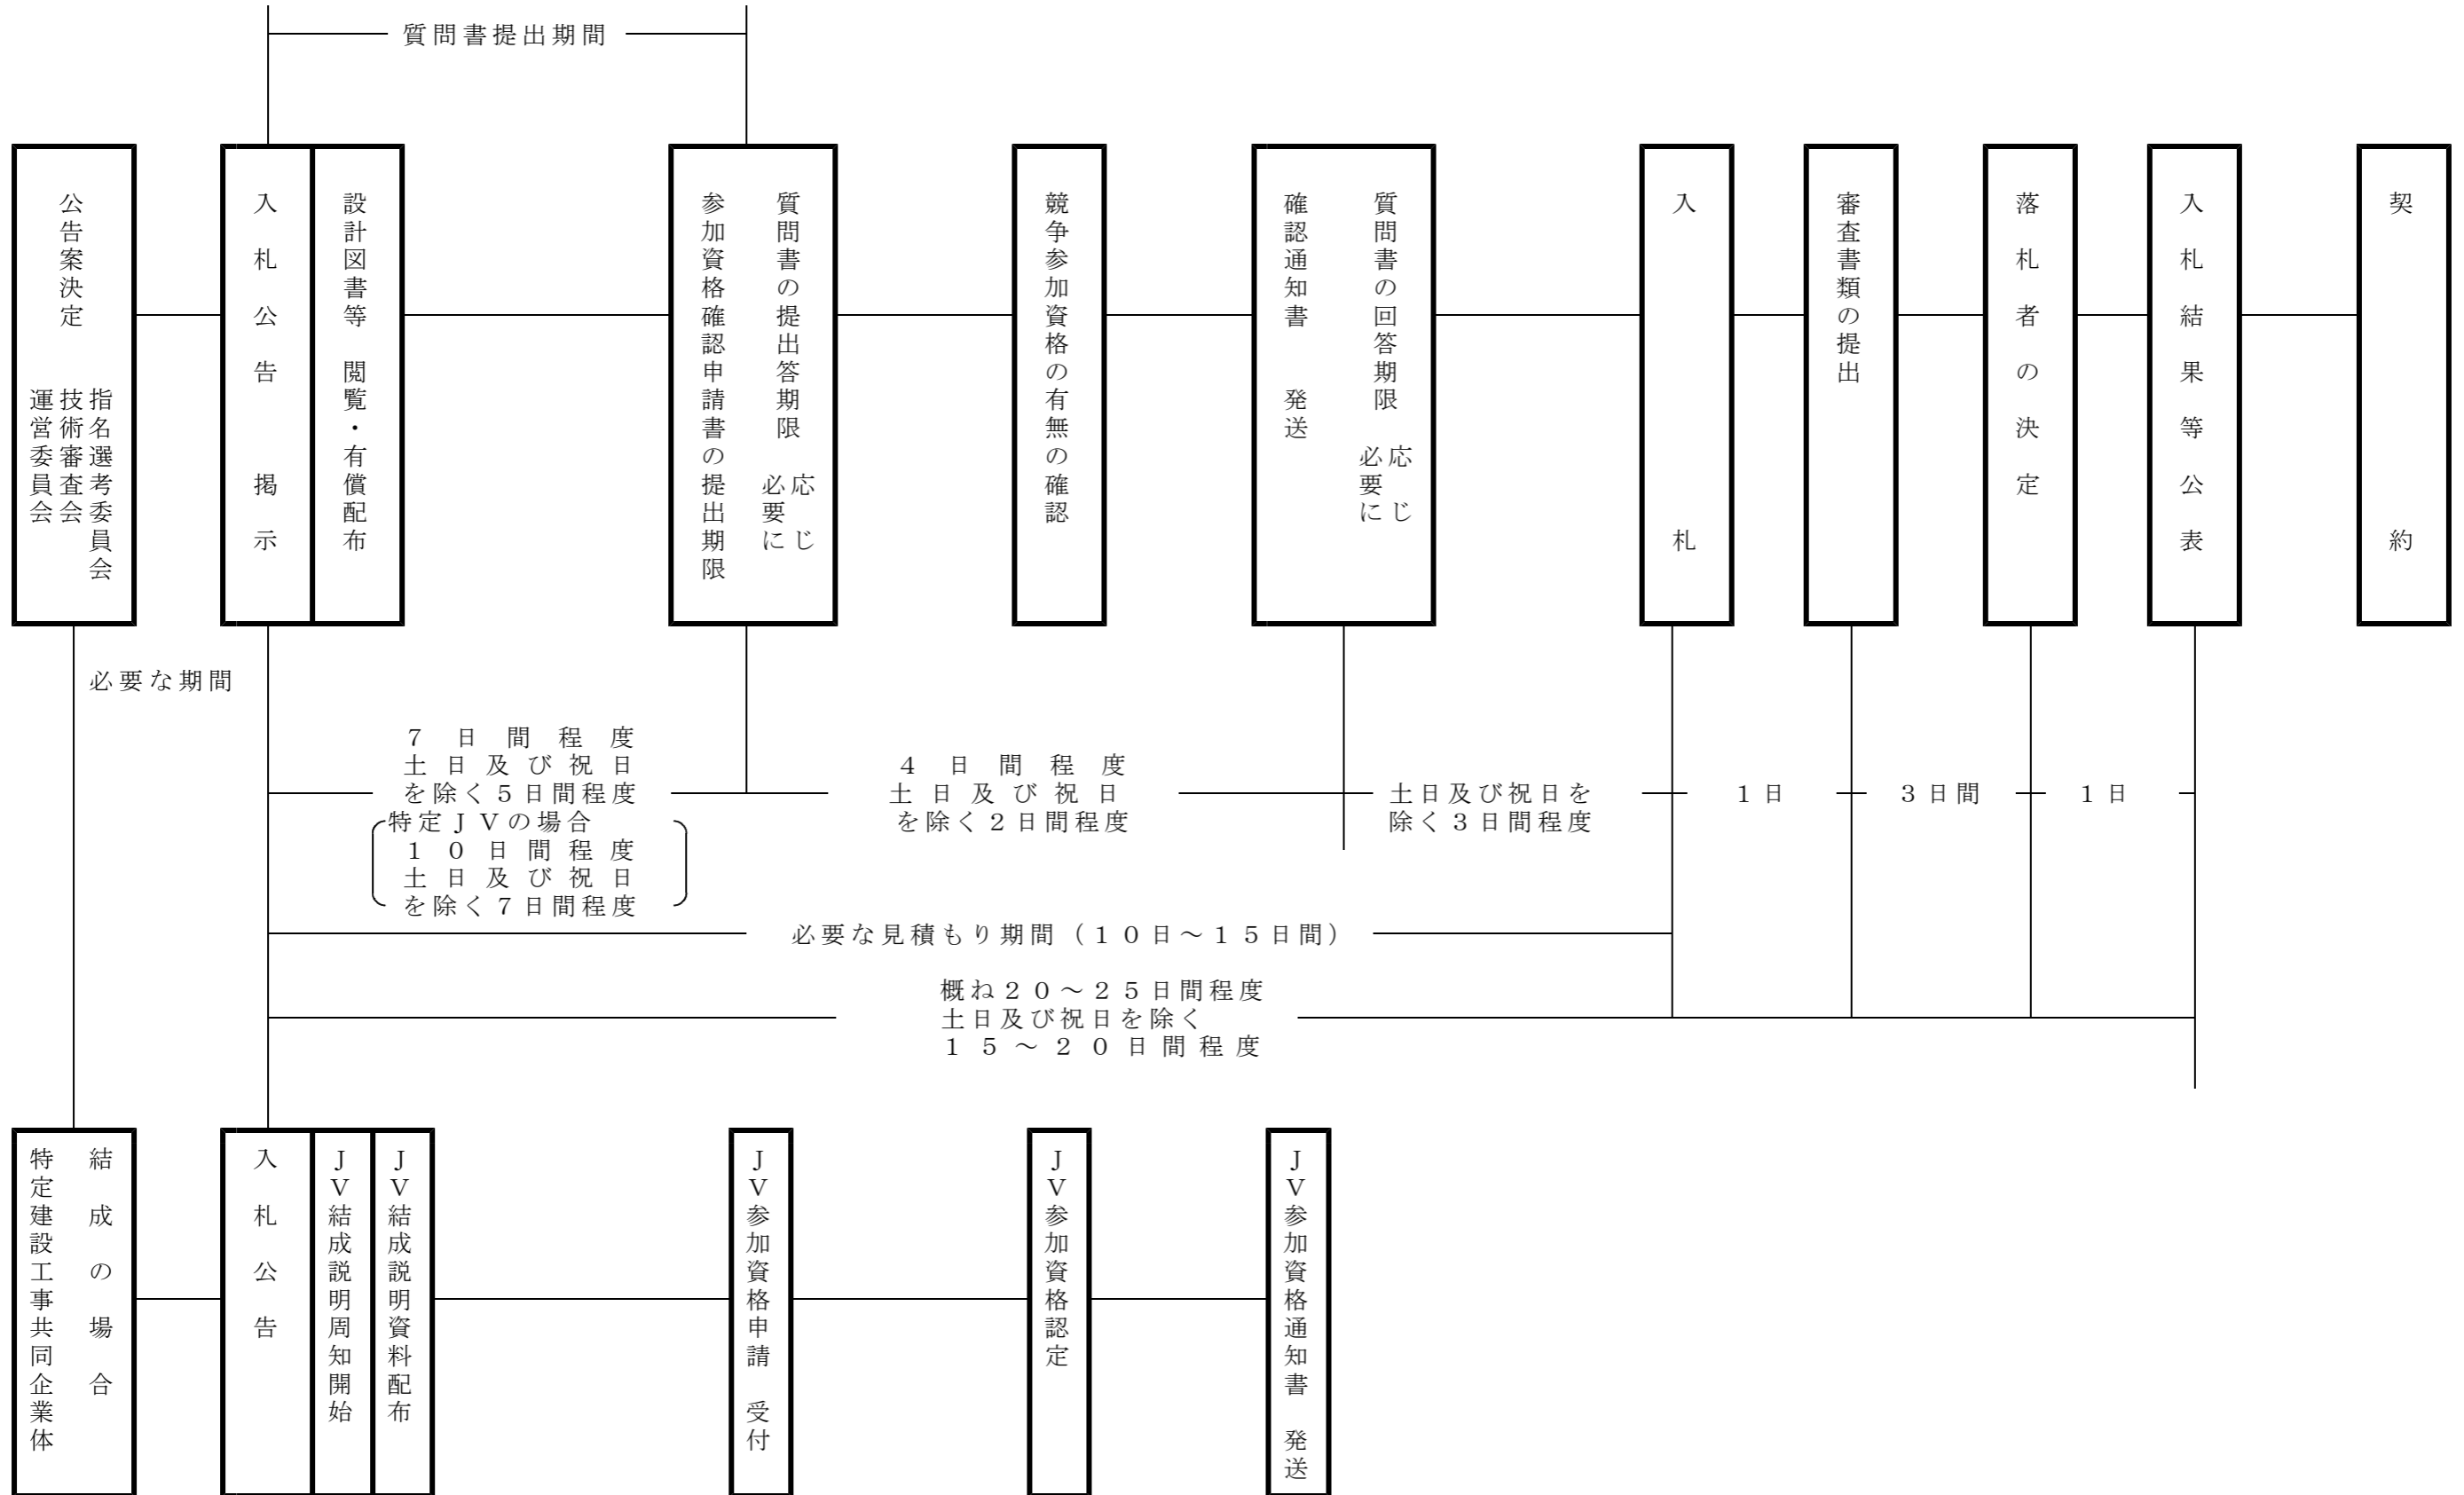 質問書提出期間
公告案決定
指名選考委員会
技術審査会
運営委員会
入札公告 掲示
設計図書等 閲覧・有償配布
質問書の提出答期限
必要に
応じ
参加資格確認申請書の提出期限
競争参加資格の有無の確認
質問書の回答期限
必要に
応じ
確認通知書 発送
入札
審査書類の提出
落札者の決定
入札結果等公表
契約
必要な期間
７日間程度
土日及び祝日
を除く５日間程度
特定ＪＶの場合
１０日間程度
土日及び祝日
を除く７日間程度
４日間程度
土日及び祝日
を除く２日間程度
土日及び祝日を
除く３日間程度
１日
３日間
１日
必要な見積もり期間（１０日～１５日間）
概ね２０～２５日間程度
土日及び祝日を除く
１５～２０日間程度
特定建設工事共同企業体
結成の場合
入札公告
ＪＶ結成説明周知開始
ＪＶ結成説明資料配布
ＪＶ参加資格申請 受付
ＪＶ参加資格認定
ＪＶ参加資格通知書 発送